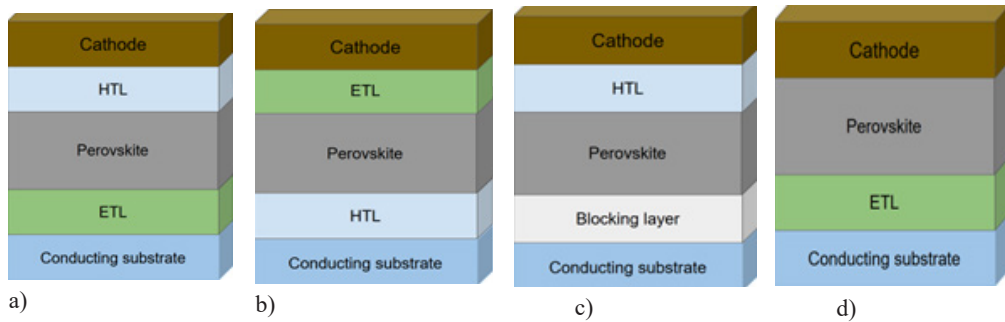 Cathode
HTL
Perovskite
ETL
Conducting substrate
a)
Cathode
ETL
Perovskite
HTL
Conducting substrate
b)
Cathode
HTL
Perovskite
Blocking layer
Conducting substrate
c)
Cathode
Perovskite
ETL
Conducting substrate
d)